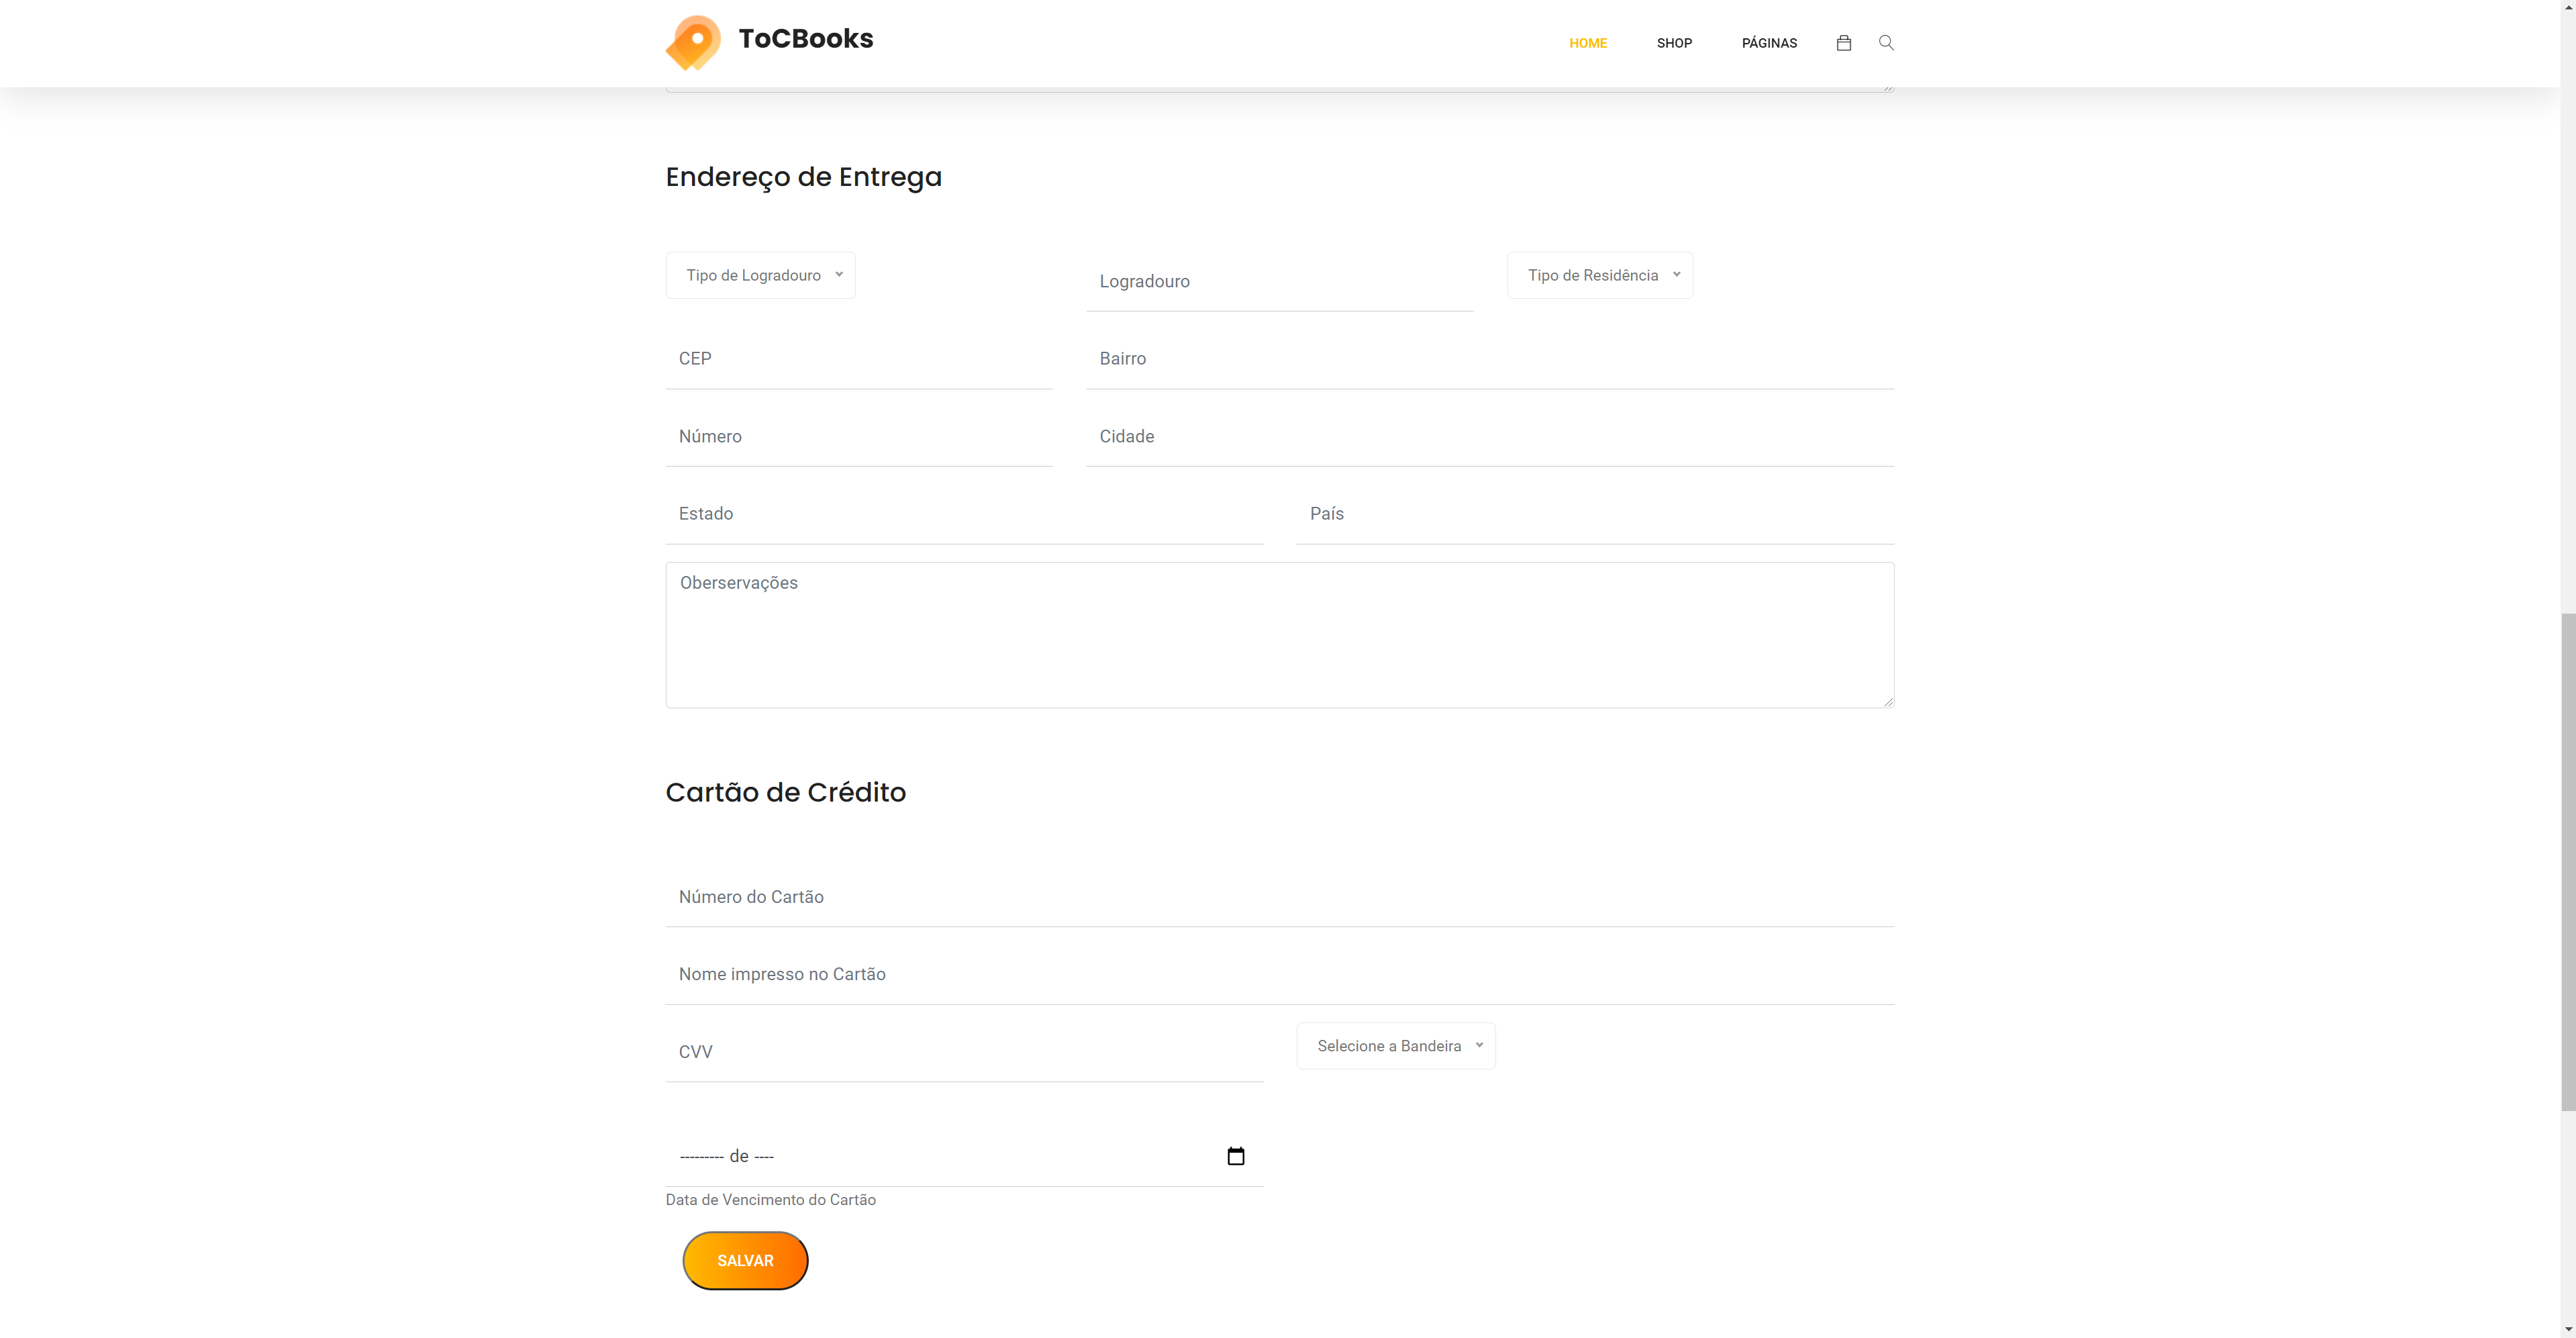 ToCBooks
HOME SHOP PÁGINAS
Endereço de Entrega
Tipo de Logradouro Logradouro Tipo de Residência
CEP Bairro
Número Cidade
Estado País
Oberservações
Cartão de Crédito
Número do Cartão
Nome impresso no Cartão
CVV Selecione a Bandeira
--------- de ----
Data de Vencimento do Cartão
SALVAR